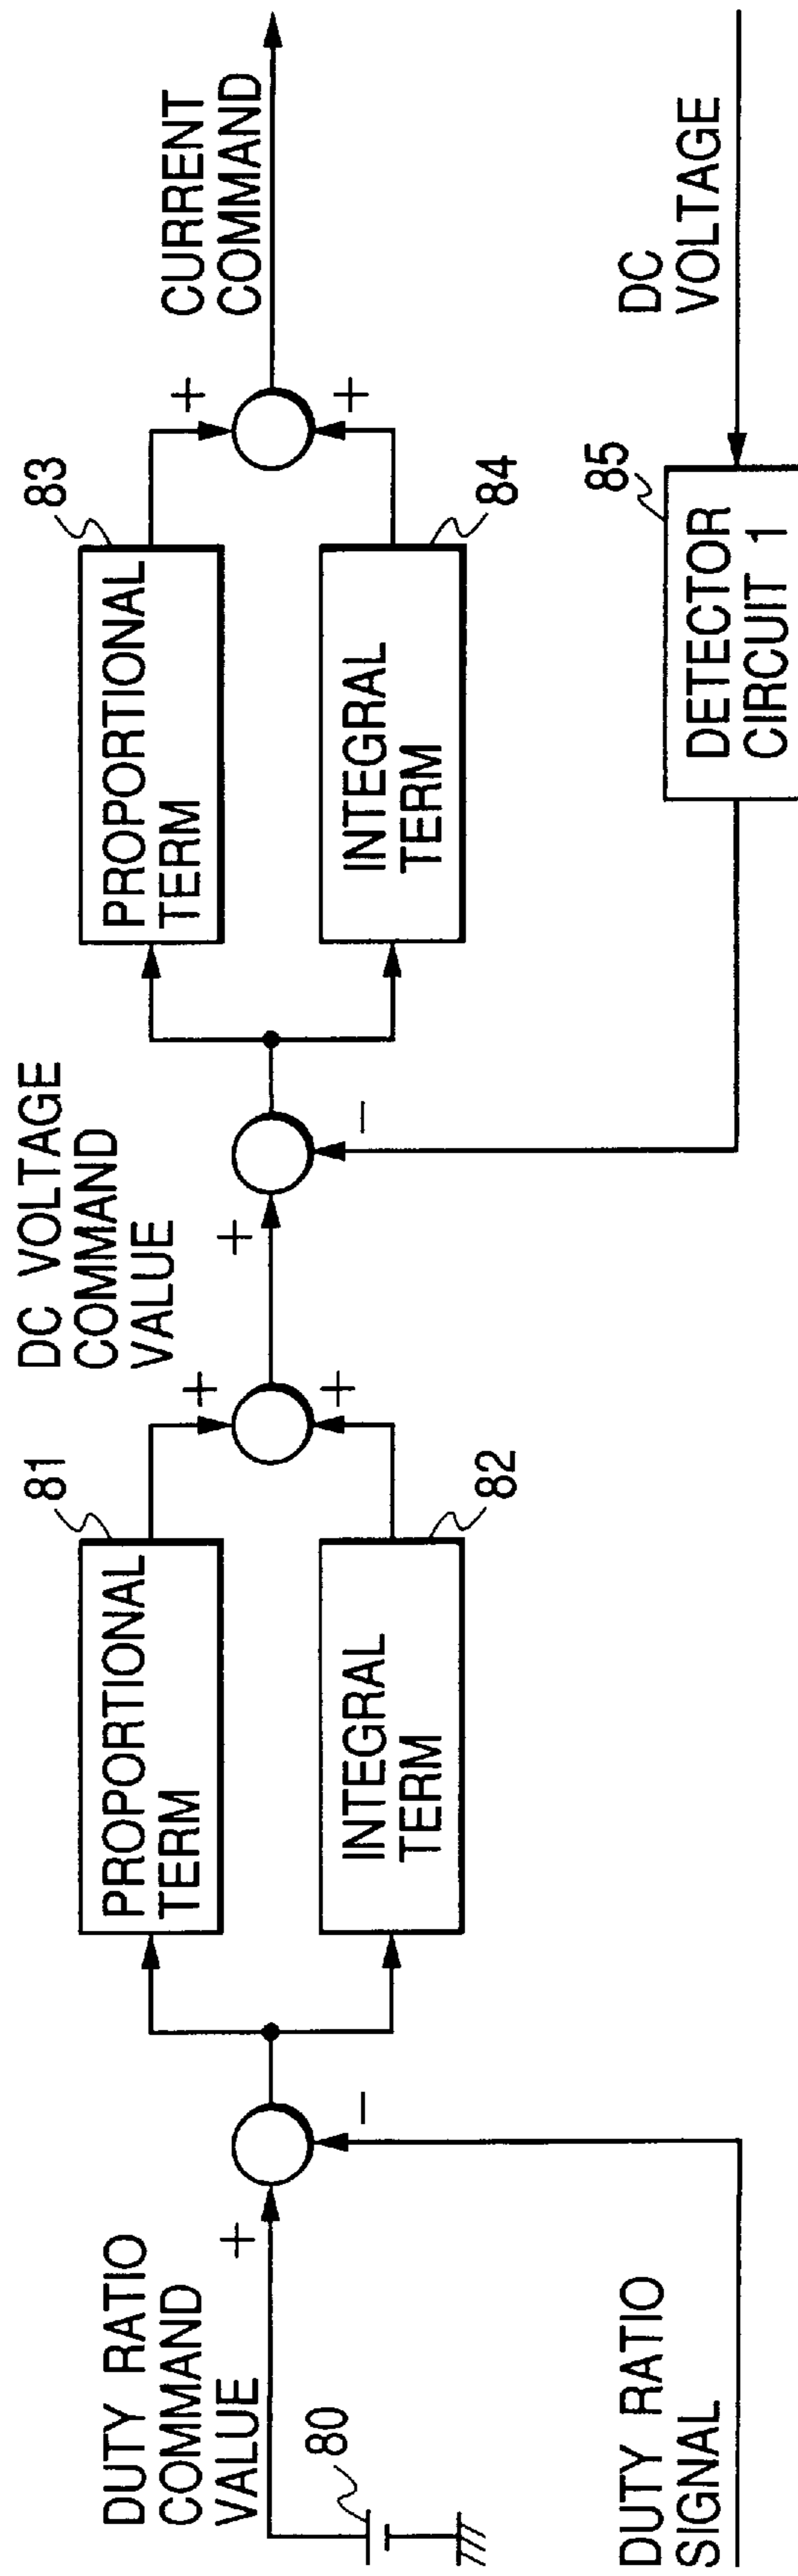 DUTY RATIO
COMMAND
VALUE
+
80
−
DUTY RATIO
SIGNAL
PROPORTIONAL
TERM
81
INTEGRAL
TERM
82
+
+
DC VOLTAGE
COMMAND
VALUE
+
−
PROPORTIONAL
TERM
83
INTEGRAL
TERM
84
+
+
CURRENT
COMMAND
DETECTOR
CIRCUIT 1
85
DC
VOLTAGE